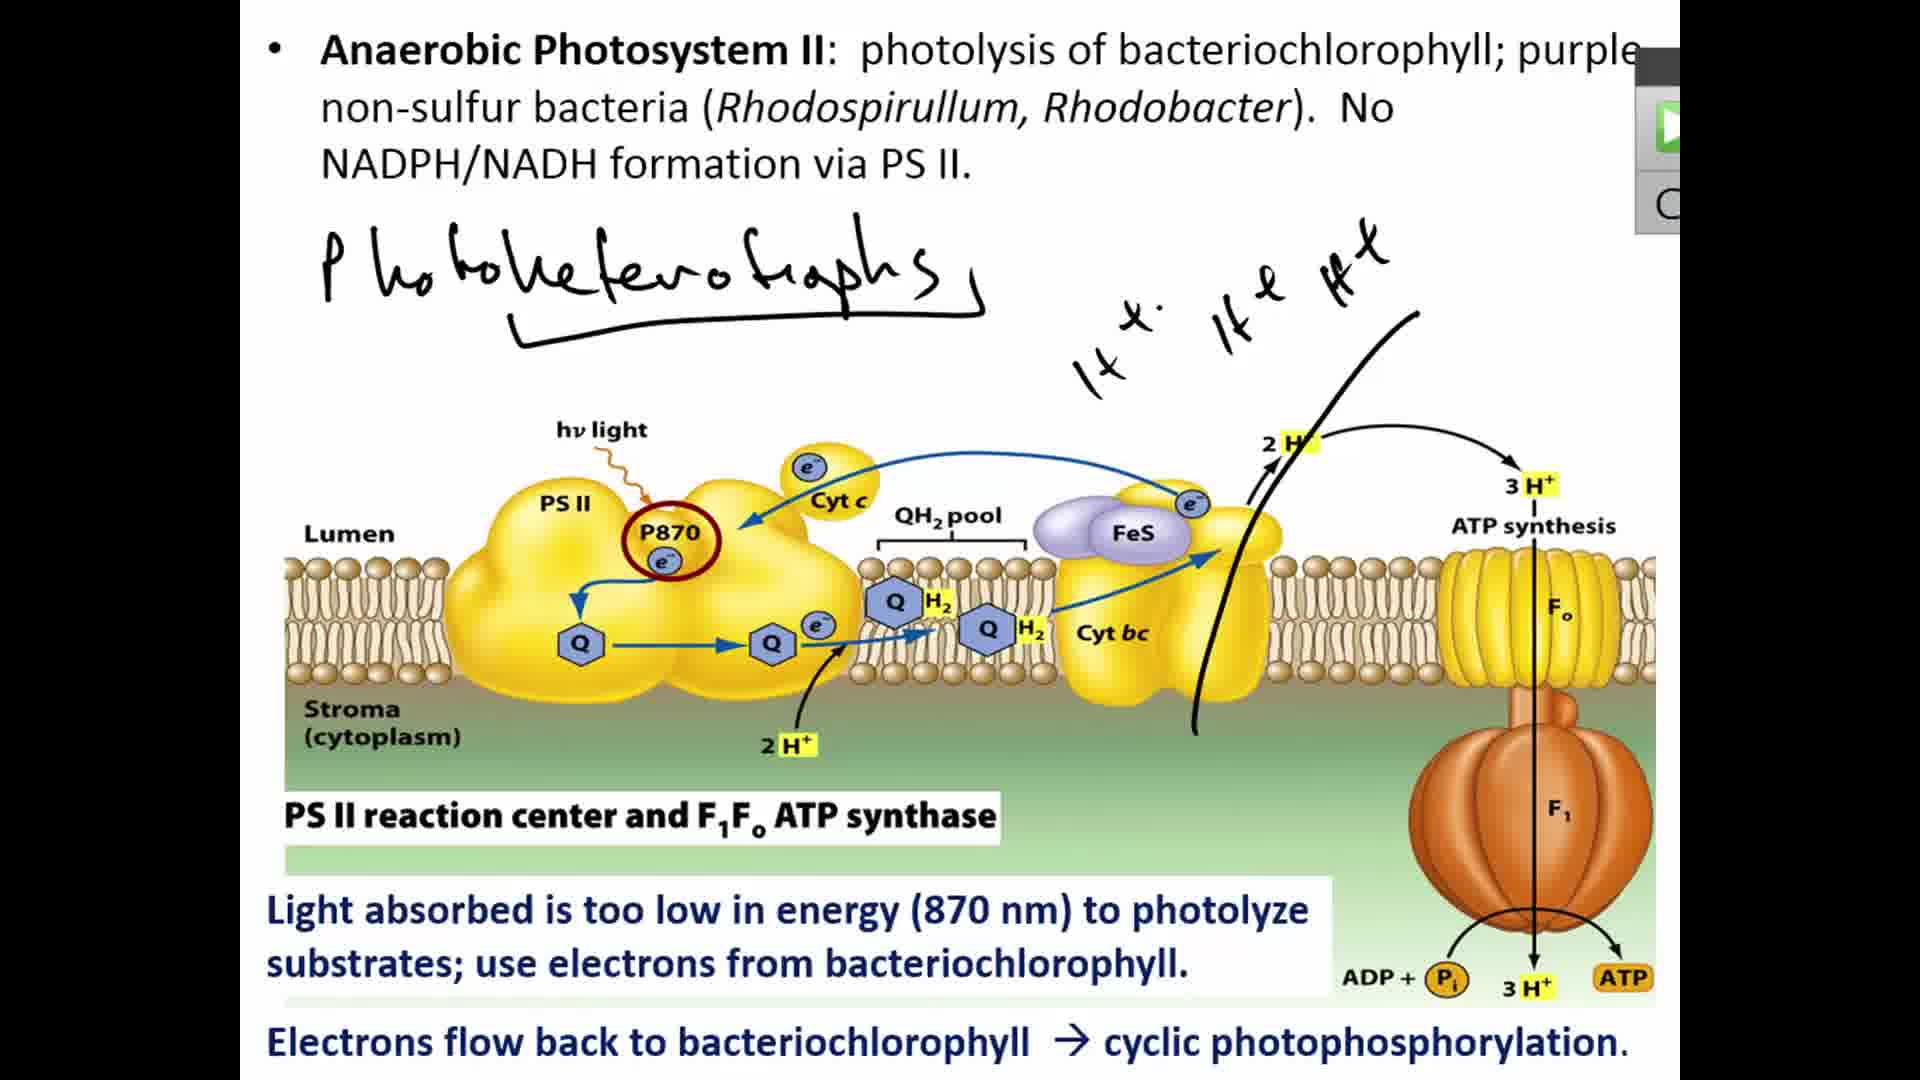 • Anaerobic Photosystem II: photolysis of bacteriochlorophyll; purple
non-sulfur bacteria (Rhodospirullum, Rhodobacter). No
NADPH/NADH formation via PS II.
Photoheterotrophs
H+ H+ H+
hν light
2 H+
e⁻
PS II
Cyt c
e⁻
3 H+
QH₂ pool
Lumen
P870
FeS
ATP synthesis
e⁻
Q H₂
Fₒ
Q
Q
e⁻
Q H₂
Cyt bc
Stroma
(cytoplasm)
2 H+
F₁
PS II reaction center and F₁Fₒ ATP synthase
Light absorbed is too low in energy (870 nm) to photolyze
substrates; use electrons from bacteriochlorophyll.
ADP + Pi
3 H+
ATP
Electrons flow back to bacteriochlorophyll → cyclic photophosphorylation.